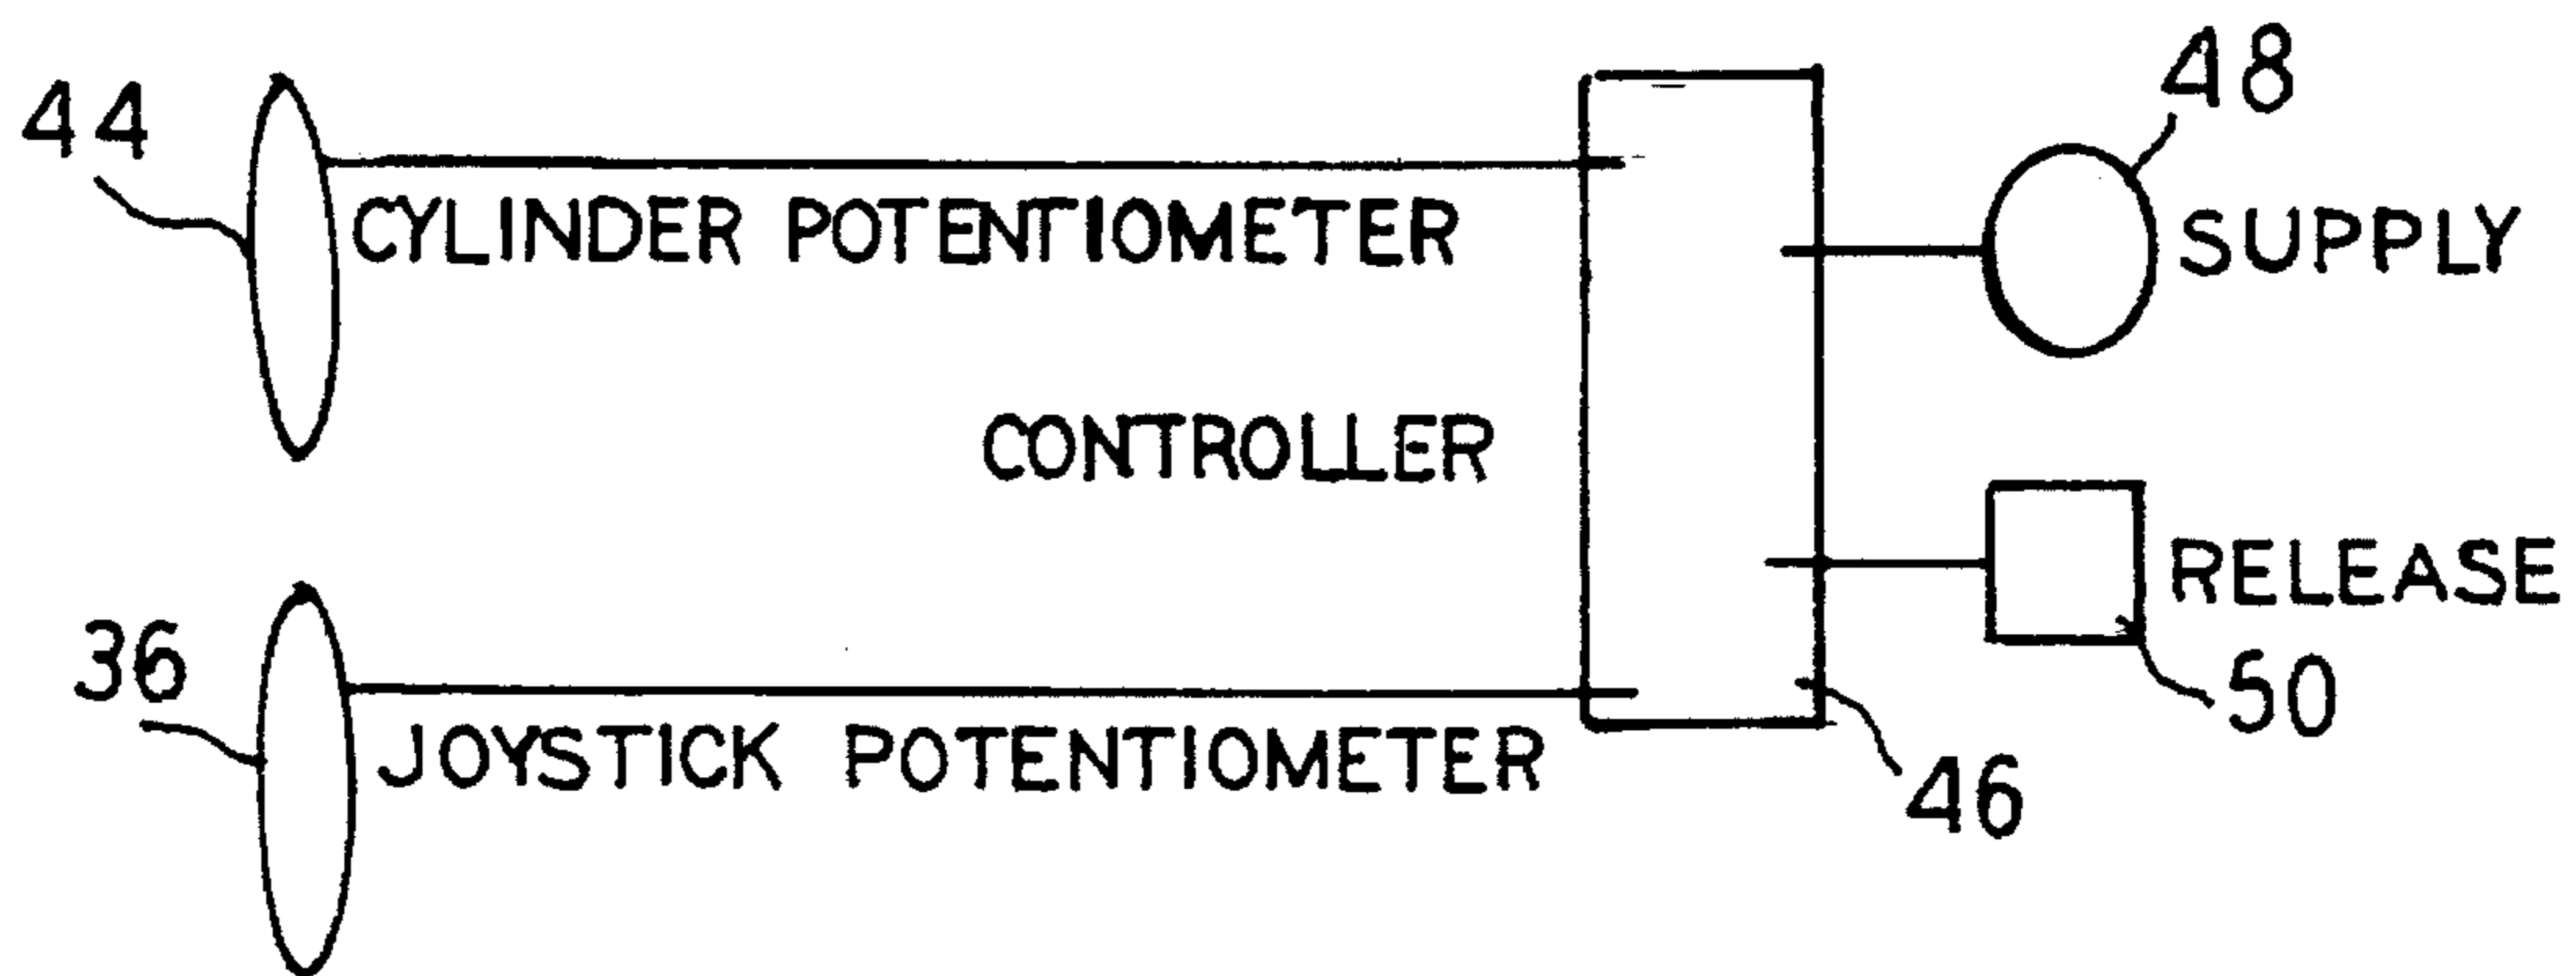 44
48
CYLINDER POTENTIOMETER
SUPPLY
CONTROLLER
RELEASE
36
50
JOYSTICK POTENTIOMETER
46